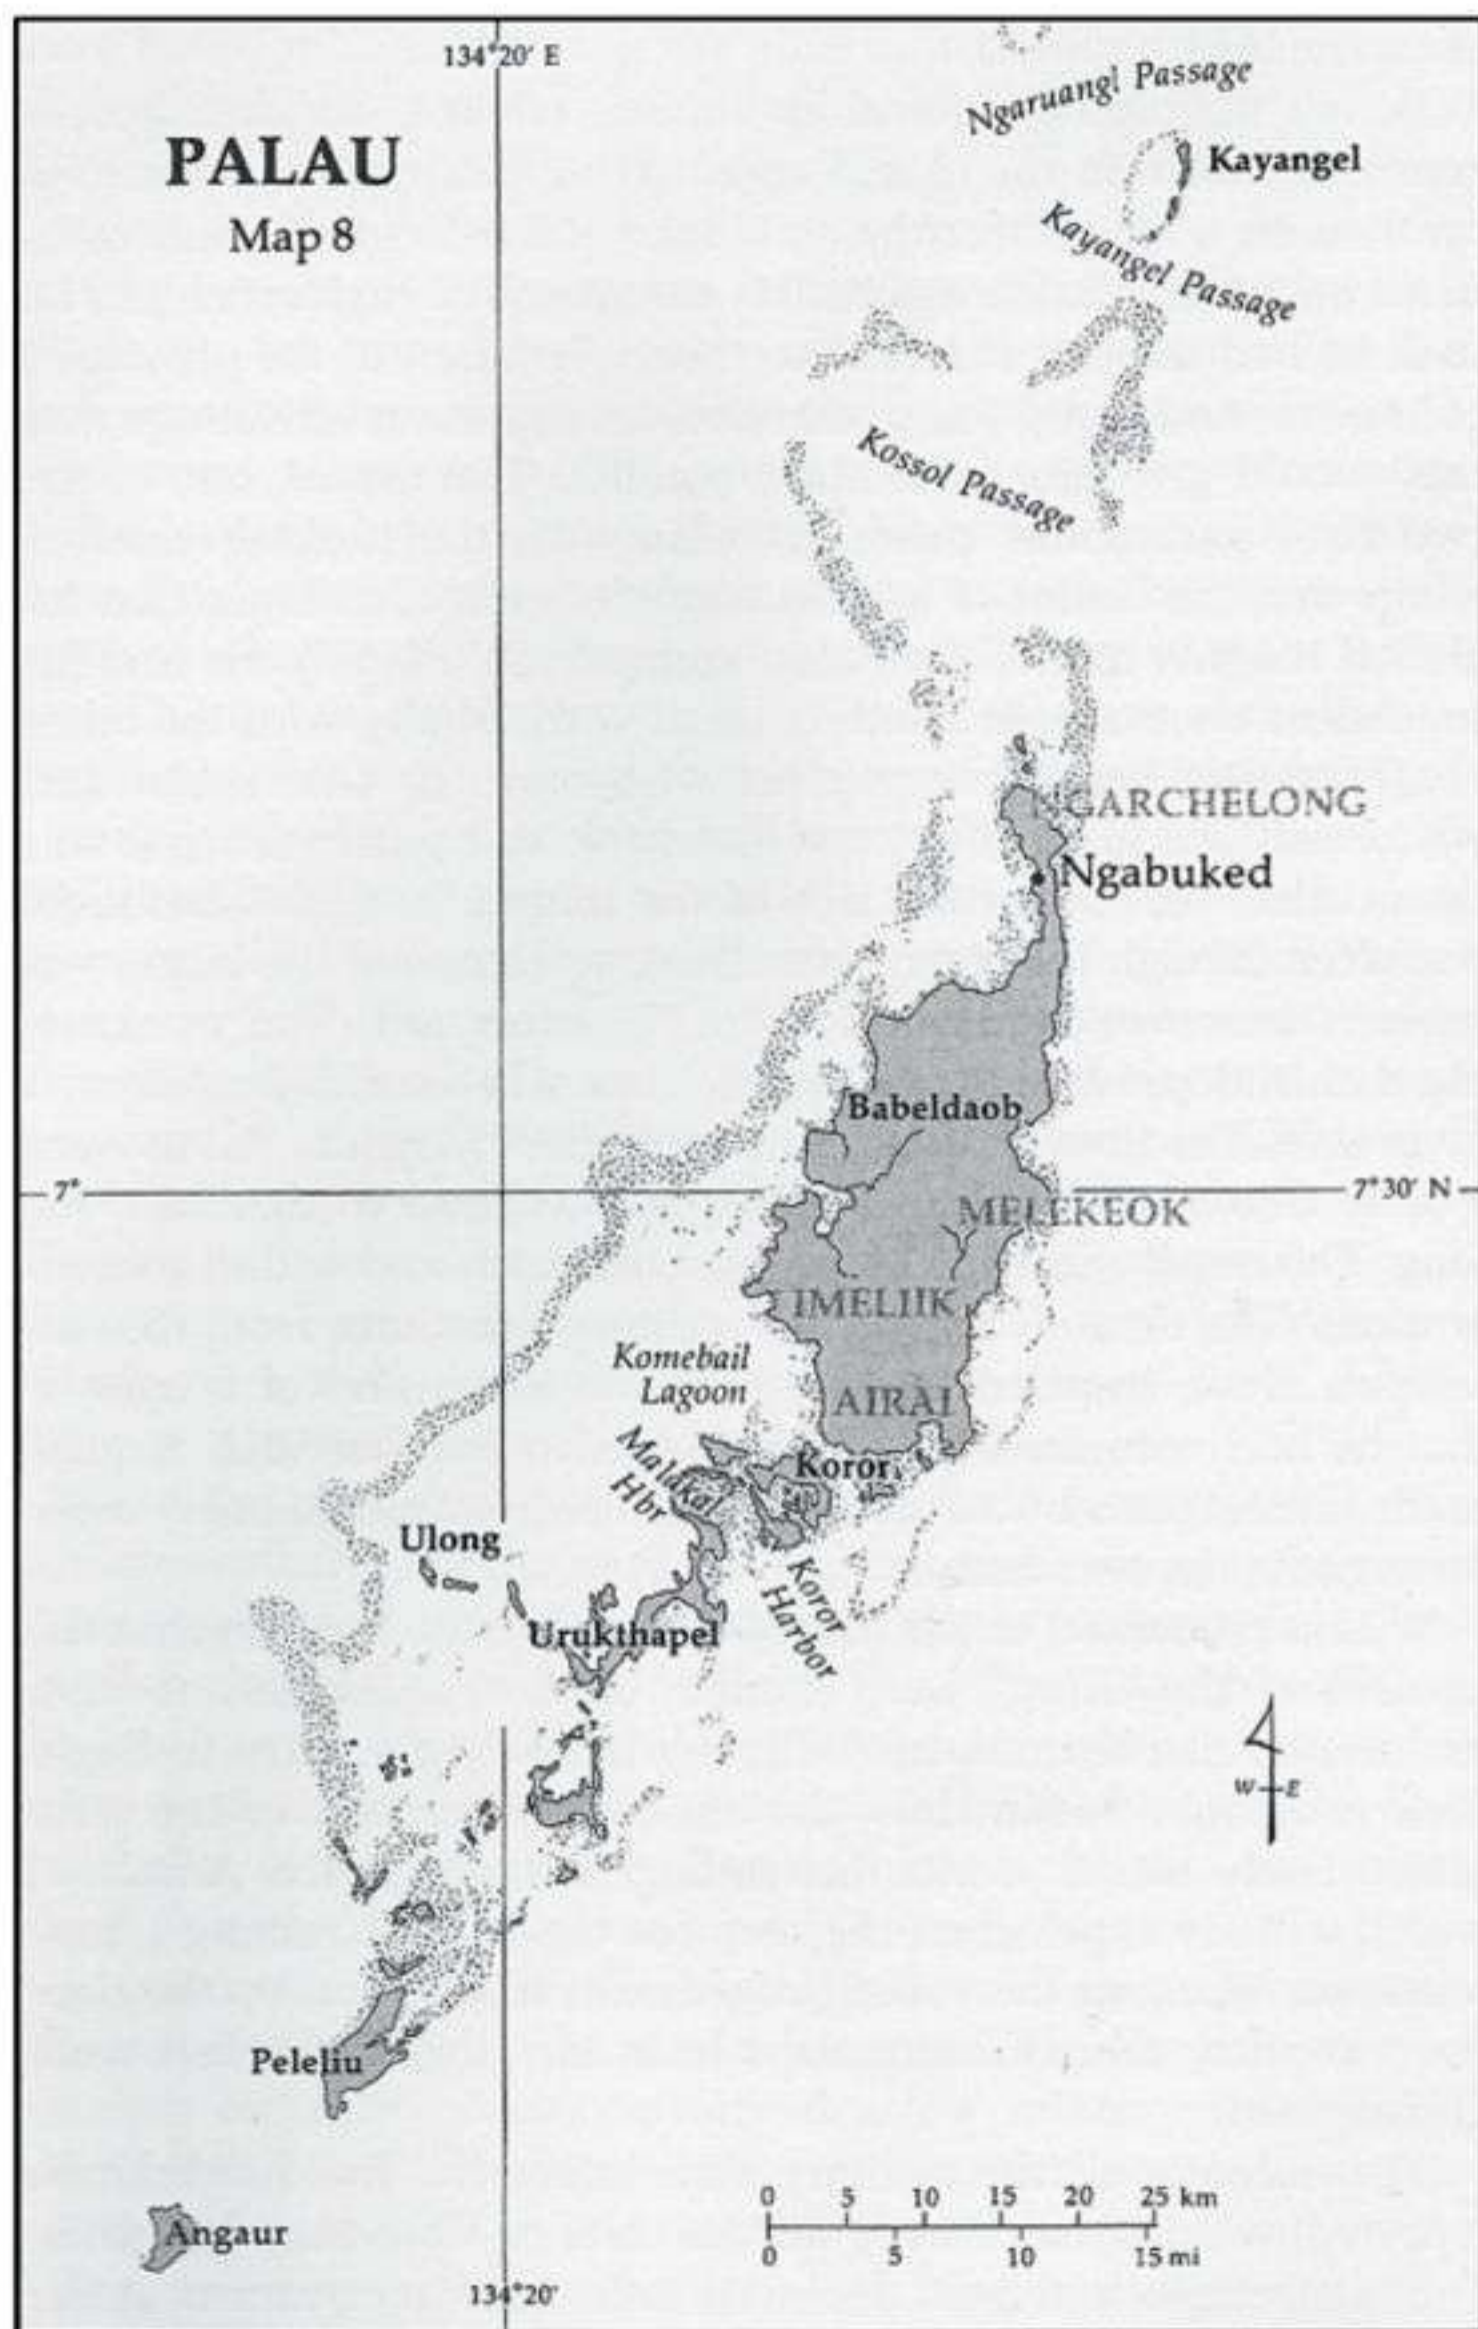 134°20′ E
PALAU
Map 8
Ngaruangl Passage
Kayangel
Kayangel Passage
Kossol Passage
GARCHELONG
Ngabuked
Babeldaob
7°
7°30′ N
MELEKEOK
IMELIIK
Komebail
Lagoon
AIRAI
Malakal
Hbr
Koror
Ulong
Koror
Harbor
Urukthapel
W E
Peleliu
0 5 10 15 20 25 km
0 5 10 15 mi
Angaur
134°20′